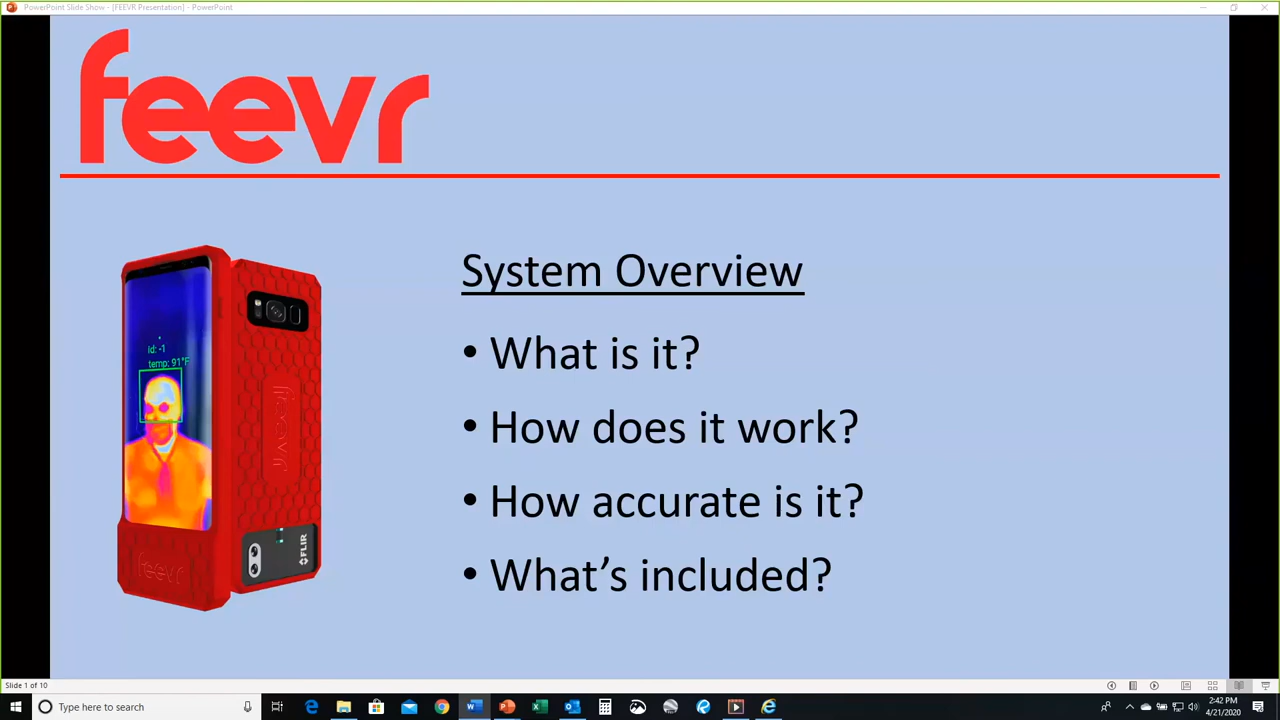 PowerPoint Slide Show - [FEEVR Presentation] - PowerPoint
feevr
System Overview
• What is it?
• How does it work?
• How accurate is it?
• What's included?
Id: -1
temp: 91°F
feevr
feevr
FLIR
Slide 1 of 10
Type here to search
2:42 PM
4/21/2020